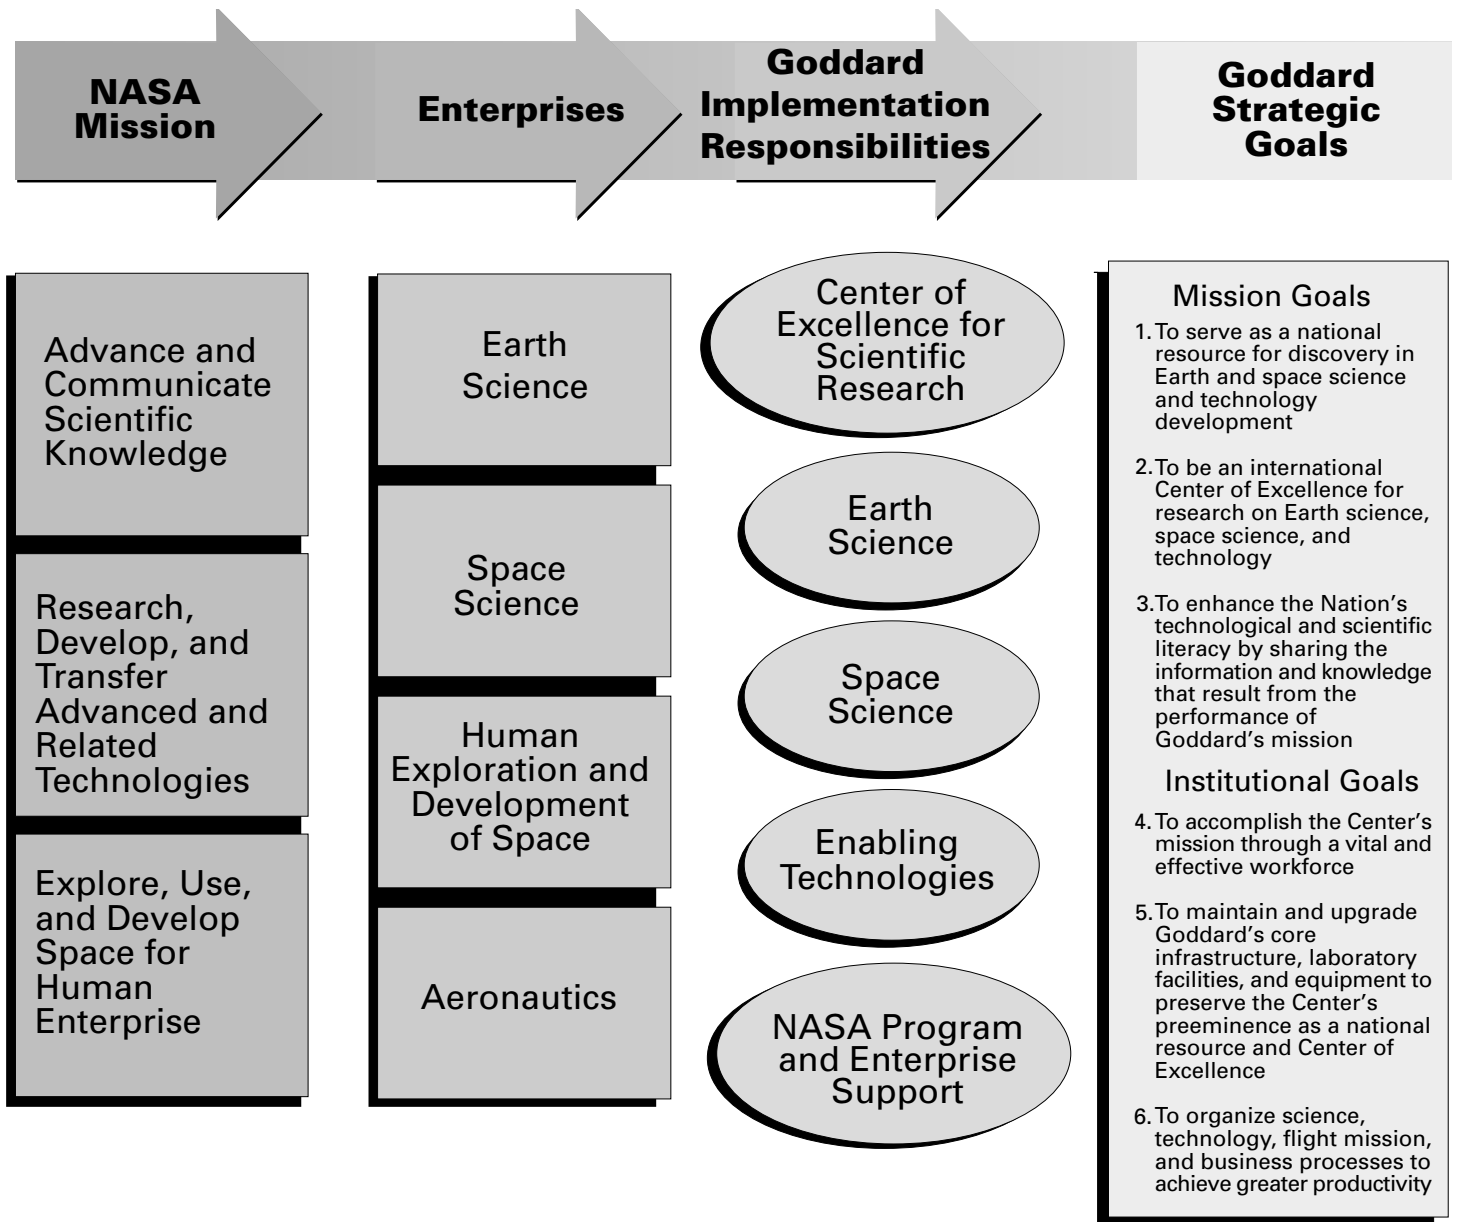 NASA
Mission
Enterprises
Goddard
Implementation
Responsibilities
Goddard
Strategic
Goals
Advance and
Communicate
Scientific
Knowledge
Research,
Develop, and
Transfer
Advanced and
Related
Technologies
Explore, Use,
and Develop
Space for
Human
Enterprise
Earth
Science
Space
Science
Human
Exploration and
Development
of Space
Aeronautics
Center of
Excellence for
Scientific
Research
Earth
Science
Space
Science
Enabling
Technologies
NASA Program
and Enterprise
Support
Mission Goals
1. To serve as a national
resource for discovery in
Earth and space science
and technology
development
2. To be an international
Center of Excellence for
research on Earth science,
space science, and
technology
3. To enhance the Nation’s
technological and scientific
literacy by sharing the
information and knowledge
that result from the
performance of
Goddard’s mission
Institutional Goals
4. To accomplish the Center’s
mission through a vital and
effective workforce
5. To maintain and upgrade
Goddard’s core
infrastructure, laboratory
facilities, and equipment to
preserve the Center’s
preeminence as a national
resource and Center of
Excellence
6. To organize science,
technology, flight mission,
and business processes to
achieve greater productivity